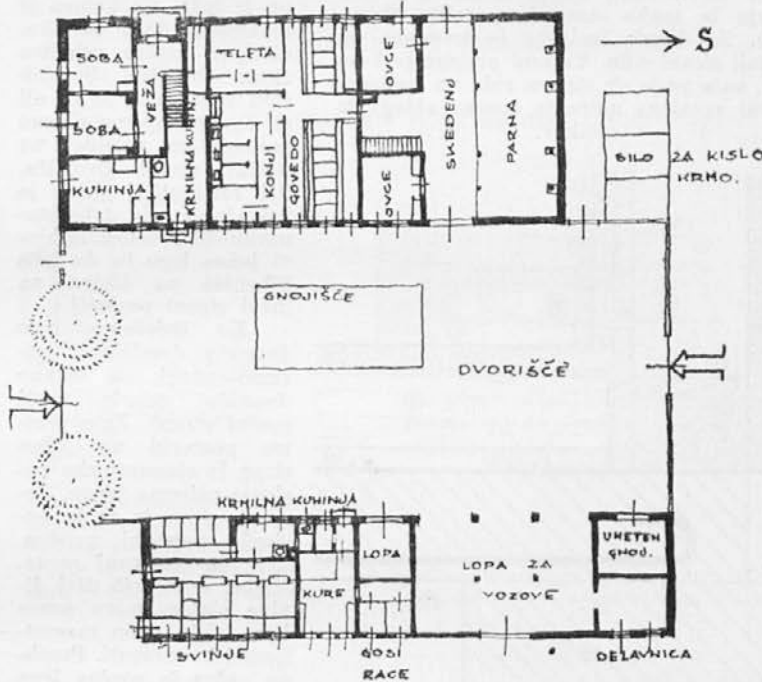 SOBA
SOBA
KUHINJA
VEŽA
KRMILNA KUHIN.
TELETA
KONJI
GOVEDO
OVCE
OVCE
SKEDENJ
PARNA
S
SILO ZA KISLO
KRMO.
GNOJIŠČE
DVORIŠČE
KRMILNA KUHINJA
SVINJE
KURE
LOPA
GOSI
RACE
LOPA ZA
VOZOVE
UMETEN
GNOJ.
DELAVNICA